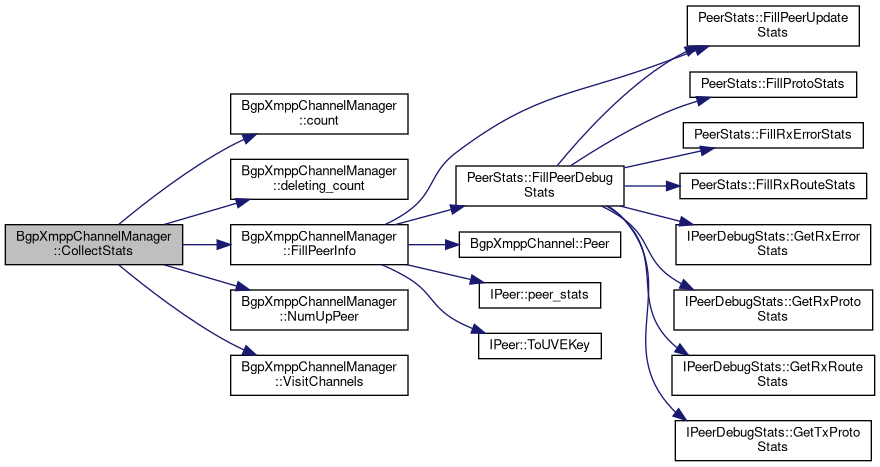 BgpXmppChannelManager
::CollectStats
BgpXmppChannelManager
::count
BgpXmppChannelManager
::deleting_count
BgpXmppChannelManager
::FillPeerInfo
BgpXmppChannelManager
::NumUpPeer
BgpXmppChannelManager
::VisitChannels
PeerStats::FillPeerDebug
Stats
BgpXmppChannel::Peer
IPeer::peer_stats
IPeer::ToUVEKey
PeerStats::FillPeerUpdate
Stats
PeerStats::FillProtoStats
PeerStats::FillRxErrorStats
PeerStats::FillRxRouteStats
IPeerDebugStats::GetRxError
Stats
IPeerDebugStats::GetRxProto
Stats
IPeerDebugStats::GetRxRoute
Stats
IPeerDebugStats::GetTxProto
Stats